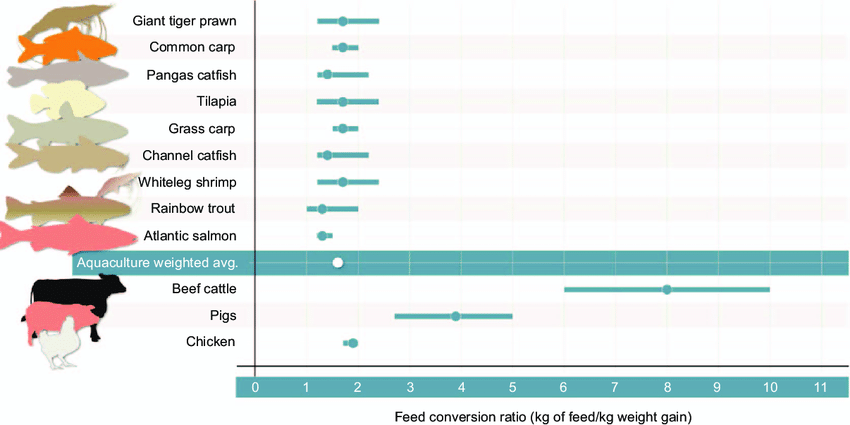 Giant tiger prawn
Common carp
Pangas catfish
Tilapia
Grass carp
Channel catfish
Whiteleg shrimp
Rainbow trout
Atlantic salmon
Aquaculture weighted avg.
Beef cattle
Pigs
Chicken
0 1 2 3 4 5 6 7 8 9 10 11
Feed conversion ratio (kg of feed/kg weight gain)